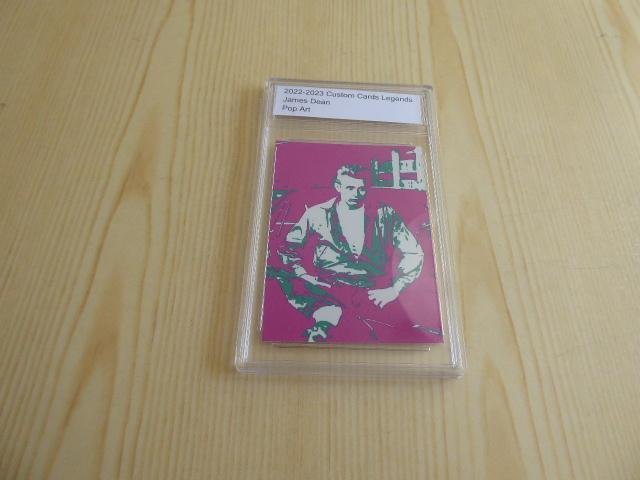 2022-2023 Custom Cards Legends
James Dean
Pop Art